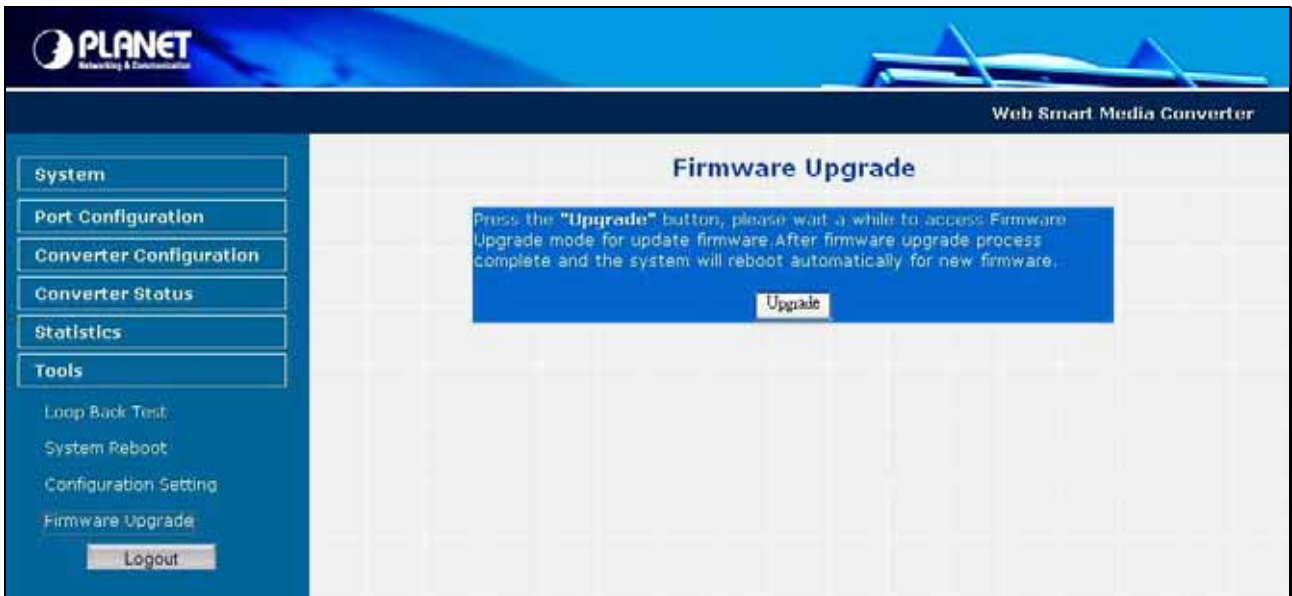 PLANET
Networking & Communication
Web Smart Media Converter
System
Port Configuration
Converter Configuration
Converter Status
Statistics
Tools
Loop Back Test
System Reboot
Configuration Setting
Firmware Upgrade
Logout
Firmware Upgrade
Press the "Upgrade" button, please wait a while to access Firmware
Upgrade mode for update firmware.After firmware upgrade process
complete and the system will reboot automatically for new firmware.
Upgrade